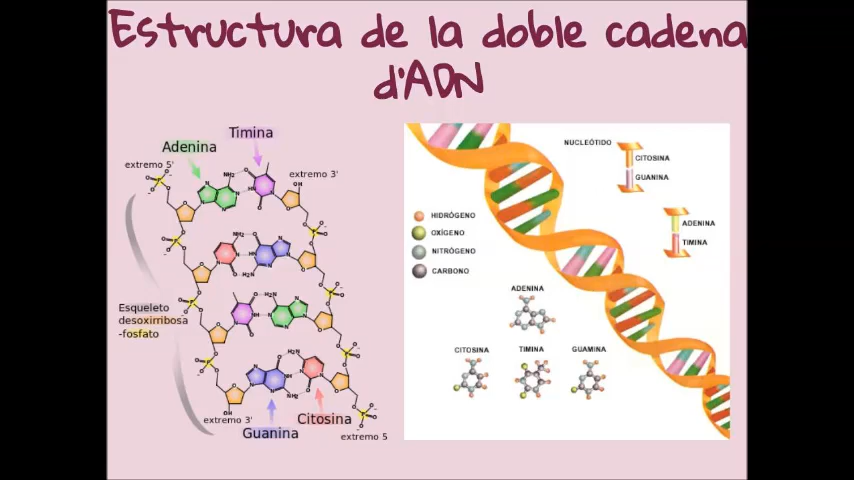 Estructura de la doble cadena
d'ADN
Timina
Adenina
extremo 5'
extremo 3'
Esqueleto
desoxirribosa
-fosfato
extremo 3'
Citosina
Guanina
extremo 5
NUCLEÓTIDO
CITOSINA
GUANINA
ADENINA
TIMINA
HIDRÓGENO
OXÍGENO
NITRÓGENO
CARBONO
ADENINA
CITOSINA
TIMINA
GUAMINA